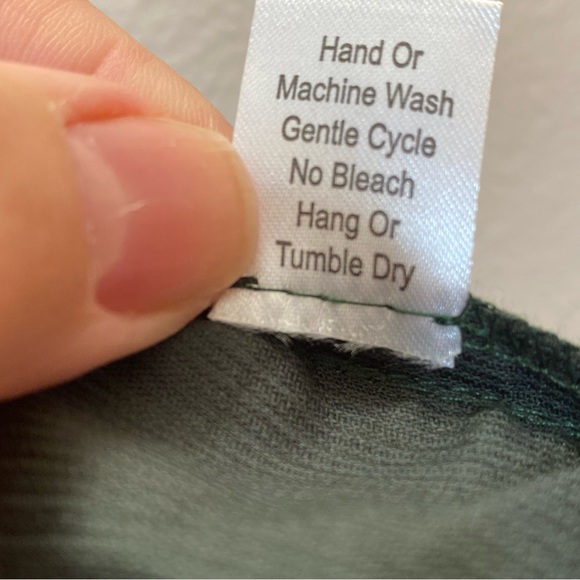 Hand Or
Machine Wash
Gentle Cycle
No Bleach
Hang Or
Tumble Dry